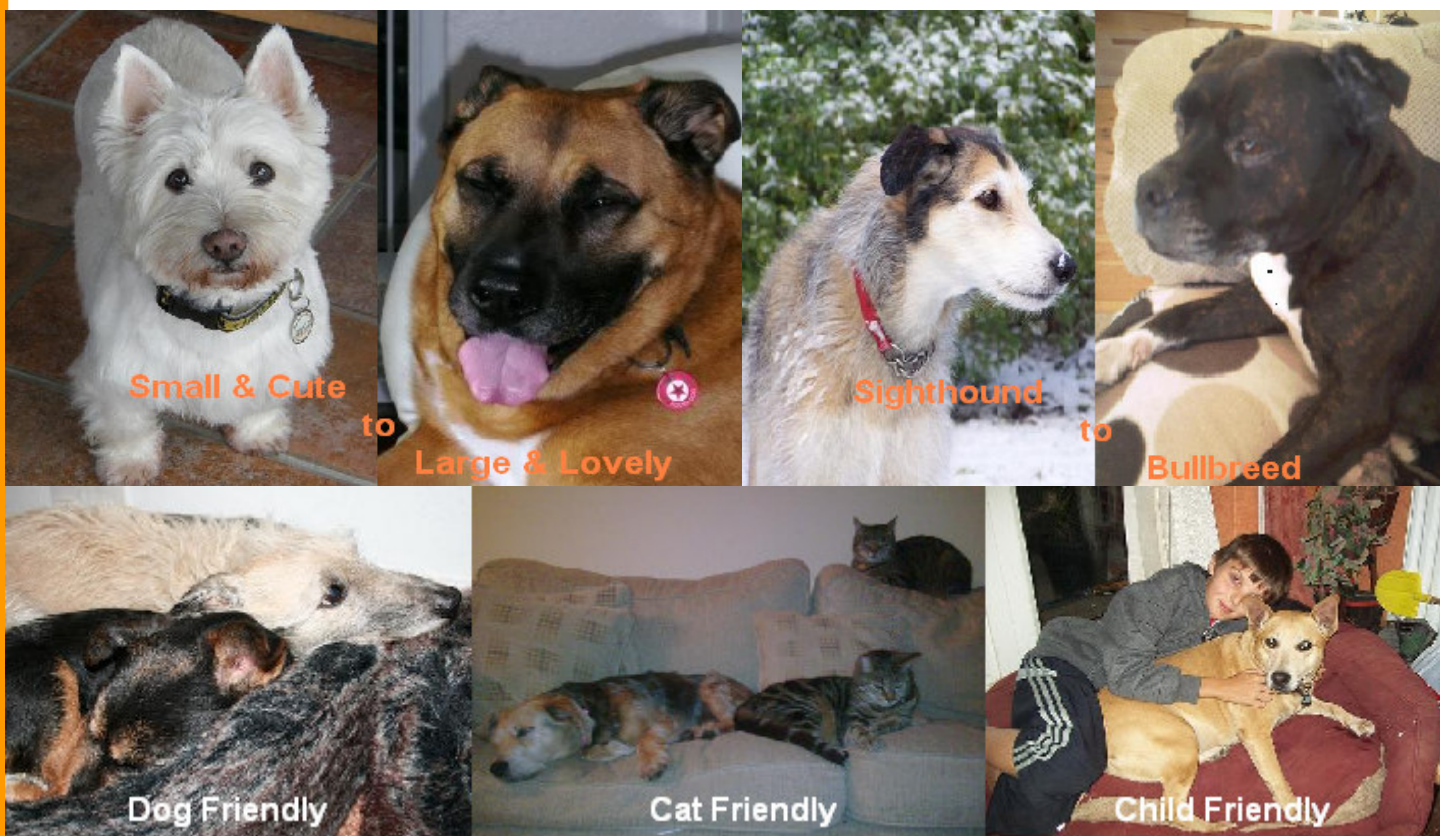 Small & Cute
to
Large & Lovely
Sighthound
to
Bullbreed
Dog Friendly
Cat Friendly
Child Friendly